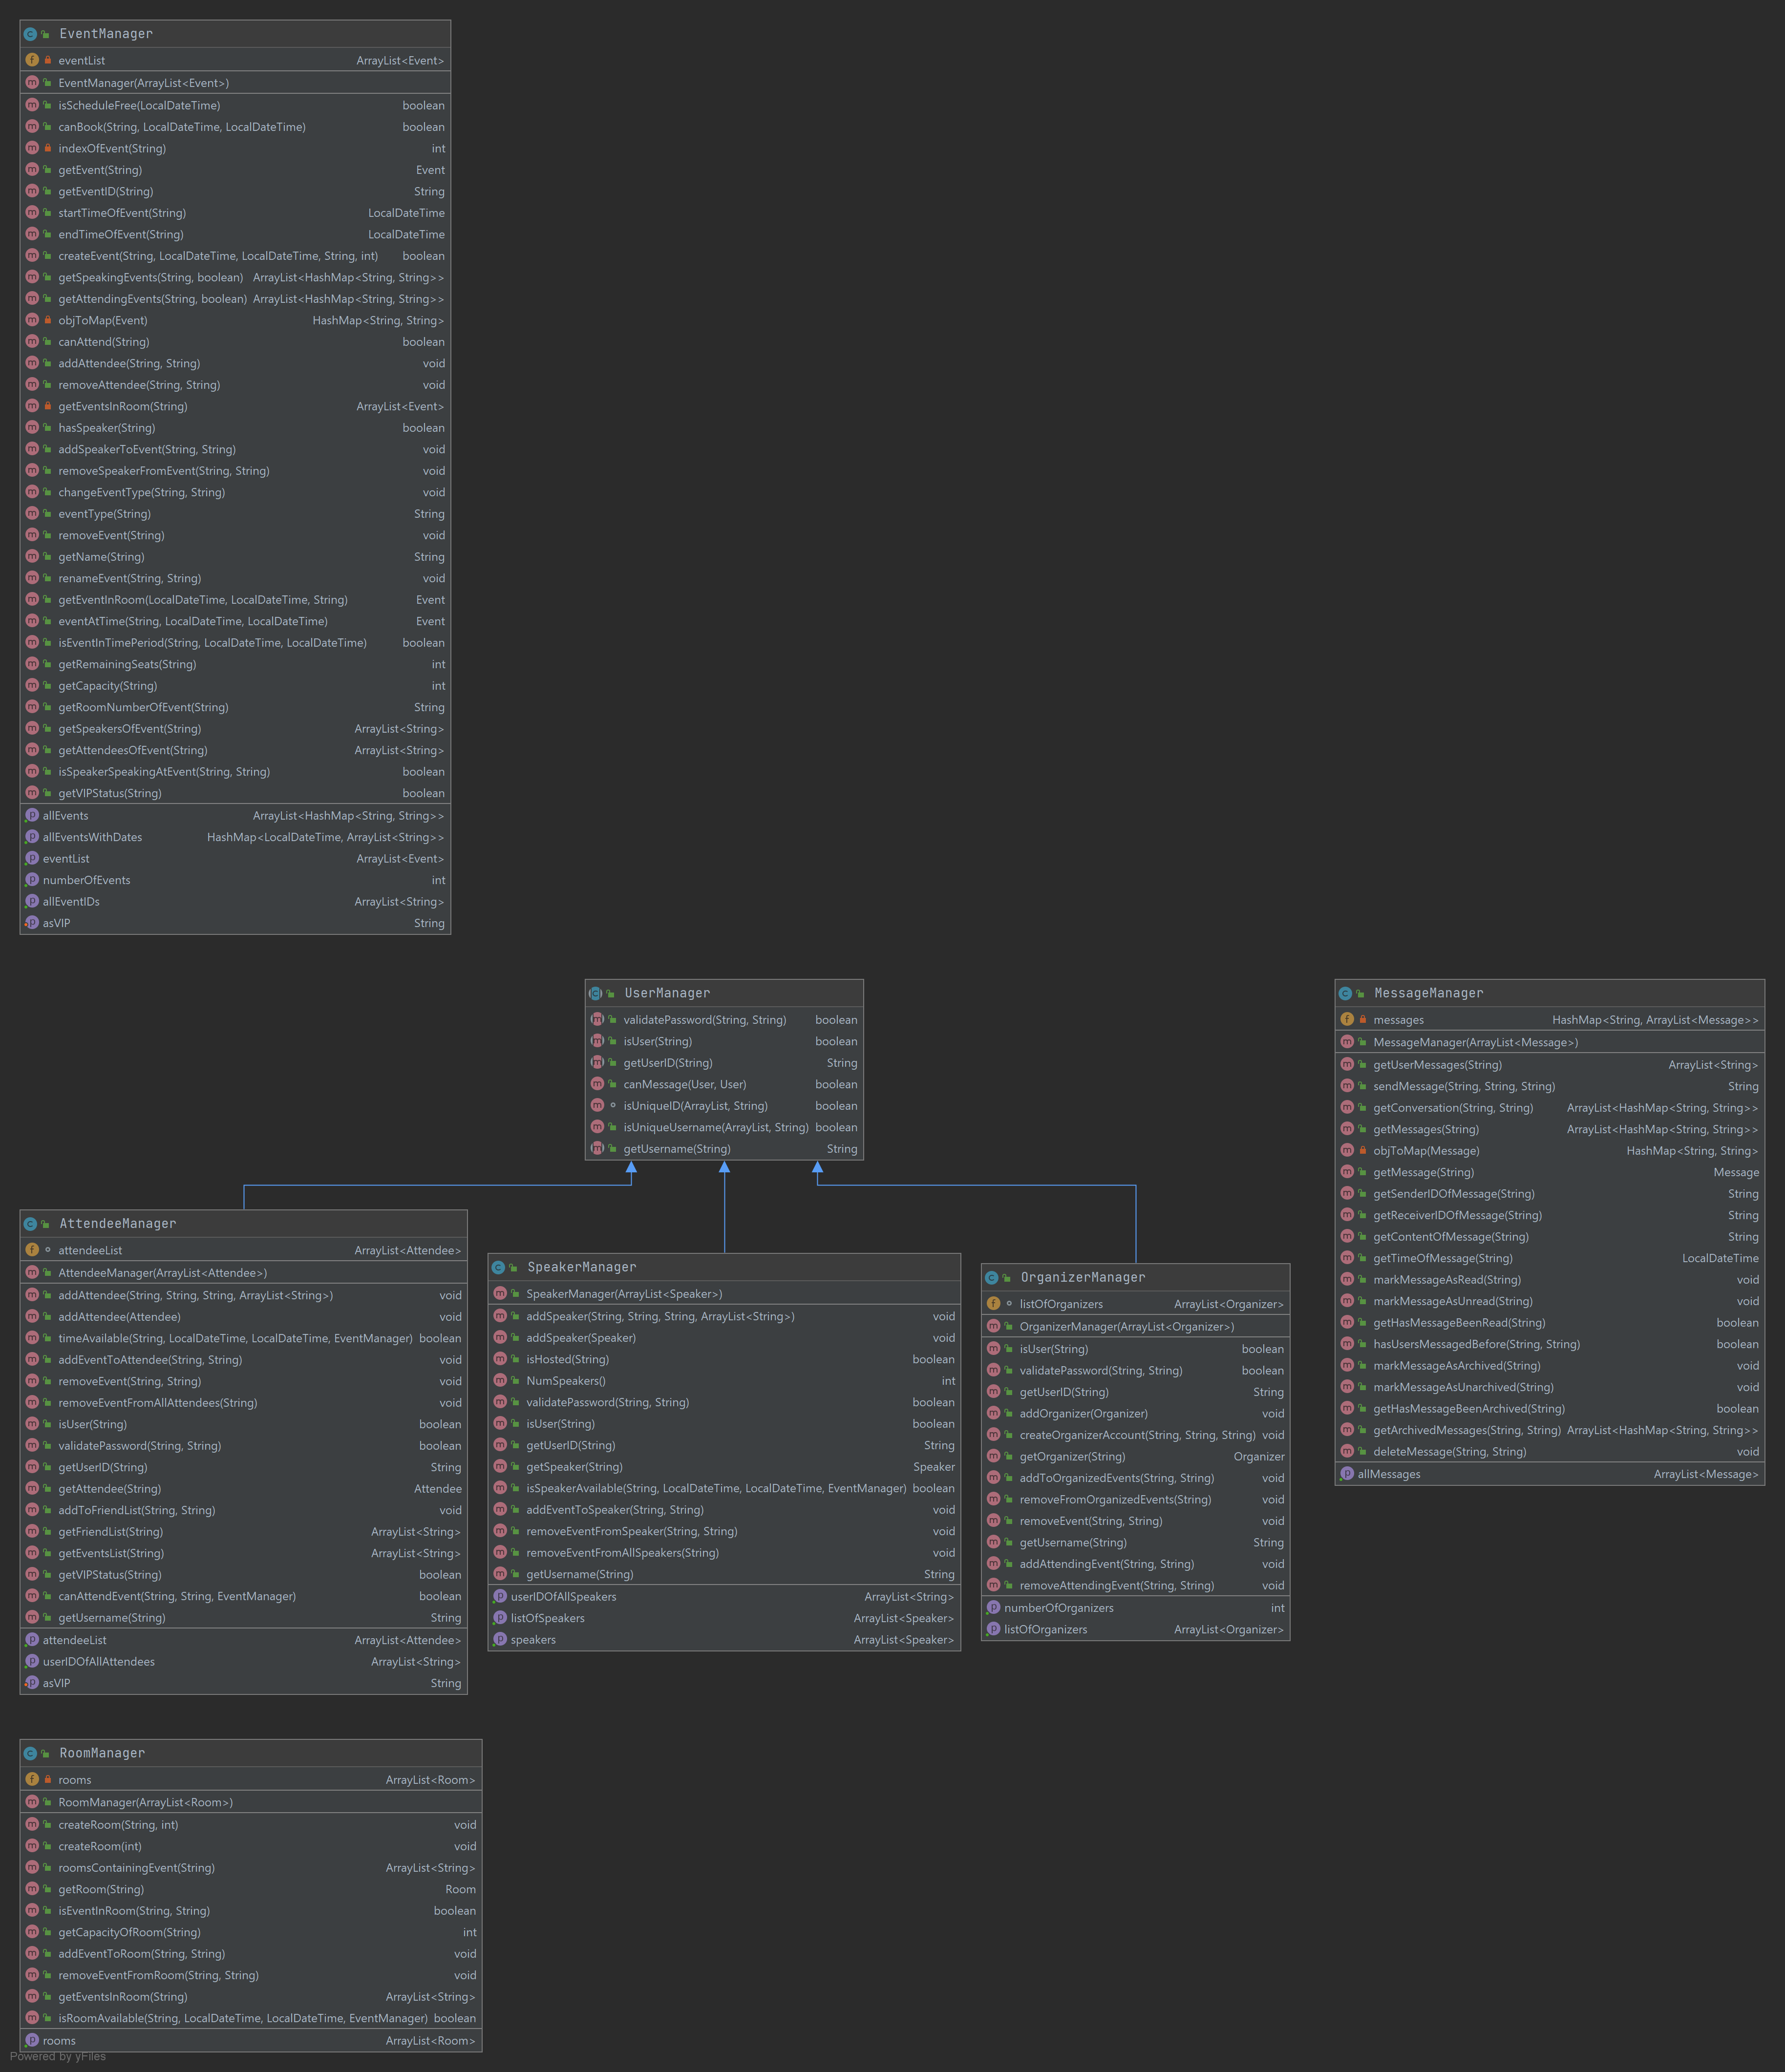 EventManager
eventList ArrayList<Event>
EventManager(ArrayList<Event>)
isScheduleFree(LocalDateTime) boolean
canBook(String, LocalDateTime, LocalDateTime) boolean
indexOfEvent(String) int
getEvent(String) Event
getEventID(String) String
startTimeOfEvent(String) LocalDateTime
endTimeOfEvent(String) LocalDateTime
createEvent(String, LocalDateTime, LocalDateTime, String, int) boolean
getSpeakingEvents(String, boolean) ArrayList<HashMap<String, String>>
getAttendingEvents(String, boolean) ArrayList<HashMap<String, String>>
objToMap(Event) HashMap<String, String>
canAttend(String) boolean
addAttendee(String, String) void
removeAttendee(String, String) void
getEventsInRoom(String) ArrayList<Event>
hasSpeaker(String) boolean
addSpeakerToEvent(String, String) void
removeSpeakerFromEvent(String, String) void
changeEventType(String, String) void
eventType(String) String
removeEvent(String) void
getName(String) String
renameEvent(String, String) void
getEventInRoom(LocalDateTime, LocalDateTime, String) Event
eventAtTime(String, LocalDateTime, LocalDateTime) Event
isEventInTimePeriod(String, LocalDateTime, LocalDateTime) boolean
getRemainingSeats(String) int
getCapacity(String) int
getRoomNumberOfEvent(String) String
getSpeakersOfEvent(String) ArrayList<String>
getAttendeesOfEvent(String) ArrayList<String>
isSpeakerSpeakingAtEvent(String, String) boolean
getVIPStatus(String) boolean
allEvents ArrayList<HashMap<String, String>>
allEventsWithDates HashMap<LocalDateTime, ArrayList<String>>
eventList ArrayList<Event>
numberOfEvents int
allEventIDs ArrayList<String>
asVIP String
UserManager
validatePassword(String, String) boolean
isUser(String) boolean
getUserID(String) String
canMessage(User, User) boolean
isUniqueID(ArrayList, String) boolean
isUniqueUsername(ArrayList, String) boolean
getUsername(String) String
MessageManager
messages HashMap<String, ArrayList<Message>>
MessageManager(ArrayList<Message>)
getUserMessages(String) ArrayList<String>
sendMessage(String, String, String) String
getConversation(String, String) ArrayList<HashMap<String, String>>
getMessages(String) ArrayList<HashMap<String, String>>
objToMap(Message) HashMap<String, String>
getMessage(String) Message
getSenderIDOfMessage(String) String
getReceiverIDOfMessage(String) String
getContentOfMessage(String) String
getTimeOfMessage(String) LocalDateTime
markMessageAsRead(String) void
markMessageAsUnread(String) void
getHasMessageBeenRead(String) boolean
hasUsersMessagedBefore(String, String) boolean
markMessageAsArchived(String) void
markMessageAsUnarchived(String) void
getHasMessageBeenArchived(String) boolean
getArchivedMessages(String, String) ArrayList<HashMap<String, String>>
deleteMessage(String, String) void
allMessages ArrayList<Message>
AttendeeManager
attendeeList ArrayList<Attendee>
AttendeeManager(ArrayList<Attendee>)
addAttendee(String, String, String, ArrayList<String>) void
addAttendee(Attendee) void
timeAvailable(String, LocalDateTime, LocalDateTime, EventManager) boolean
addEventToAttendee(String, String) void
removeEvent(String, String) void
removeEventFromAllAttendees(String) void
isUser(String) boolean
validatePassword(String, String) boolean
getUserID(String) String
getAttendee(String) Attendee
addToFriendList(String, String) void
getFriendList(String) ArrayList<String>
getEventsList(String) ArrayList<String>
getVIPStatus(String) boolean
canAttendEvent(String, String, EventManager) boolean
getUsername(String) String
attendeeList ArrayList<Attendee>
userIDOfAllAttendees ArrayList<String>
asVIP String
SpeakerManager
SpeakerManager(ArrayList<Speaker>)
addSpeaker(String, String, String, ArrayList<String>) void
addSpeaker(Speaker) void
isHosted(String) boolean
NumSpeakers() int
validatePassword(String, String) boolean
isUser(String) boolean
getUserID(String) String
getSpeaker(String) Speaker
isSpeakerAvailable(String, LocalDateTime, LocalDateTime, EventManager) boolean
addEventToSpeaker(String, String) void
removeEventFromSpeaker(String, String) void
removeEventFromAllSpeakers(String) void
getUsername(String) String
userIDOfAllSpeakers ArrayList<String>
listOfSpeakers ArrayList<Speaker>
speakers ArrayList<Speaker>
OrganizerManager
listOfOrganizers ArrayList<Organizer>
OrganizerManager(ArrayList<Organizer>)
isUser(String) boolean
validatePassword(String, String) boolean
getUserID(String) String
addOrganizer(Organizer) void
createOrganizerAccount(String, String, String) void
getOrganizer(String) Organizer
addToOrganizedEvents(String, String) void
removeFromOrganizedEvents(String) void
removeEvent(String, String) void
getUsername(String) String
addAttendingEvent(String, String) void
removeAttendingEvent(String, String) void
numberOfOrganizers int
listOfOrganizers ArrayList<Organizer>
RoomManager
rooms ArrayList<Room>
RoomManager(ArrayList<Room>)
createRoom(String, int) void
createRoom(int) void
roomsContainingEvent(String) ArrayList<String>
getRoom(String) Room
isEventInRoom(String, String) boolean
getCapacityOfRoom(String) int
addEventToRoom(String, String) void
removeEventFromRoom(String, String) void
getEventsInRoom(String) ArrayList<String>
isRoomAvailable(String, LocalDateTime, LocalDateTime, EventManager) boolean
rooms ArrayList<Room>
Powered by yFiles